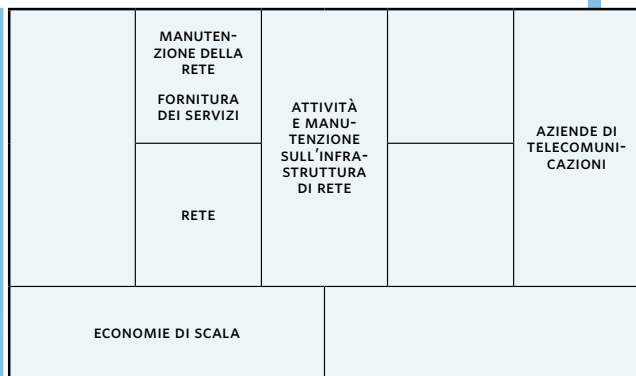 MANUTEN-
ZIONE DELLA
RETE
FORNITURA
DEI SERVIZI
RETE
ATTIVITÀ
E MANU-
TENZIONE
SULL'INFRA-
STRUTTURA
DI RETE
AZIENDE DI
TELECOMUNI-
CAZIONI
ECONOMIE DI SCALA